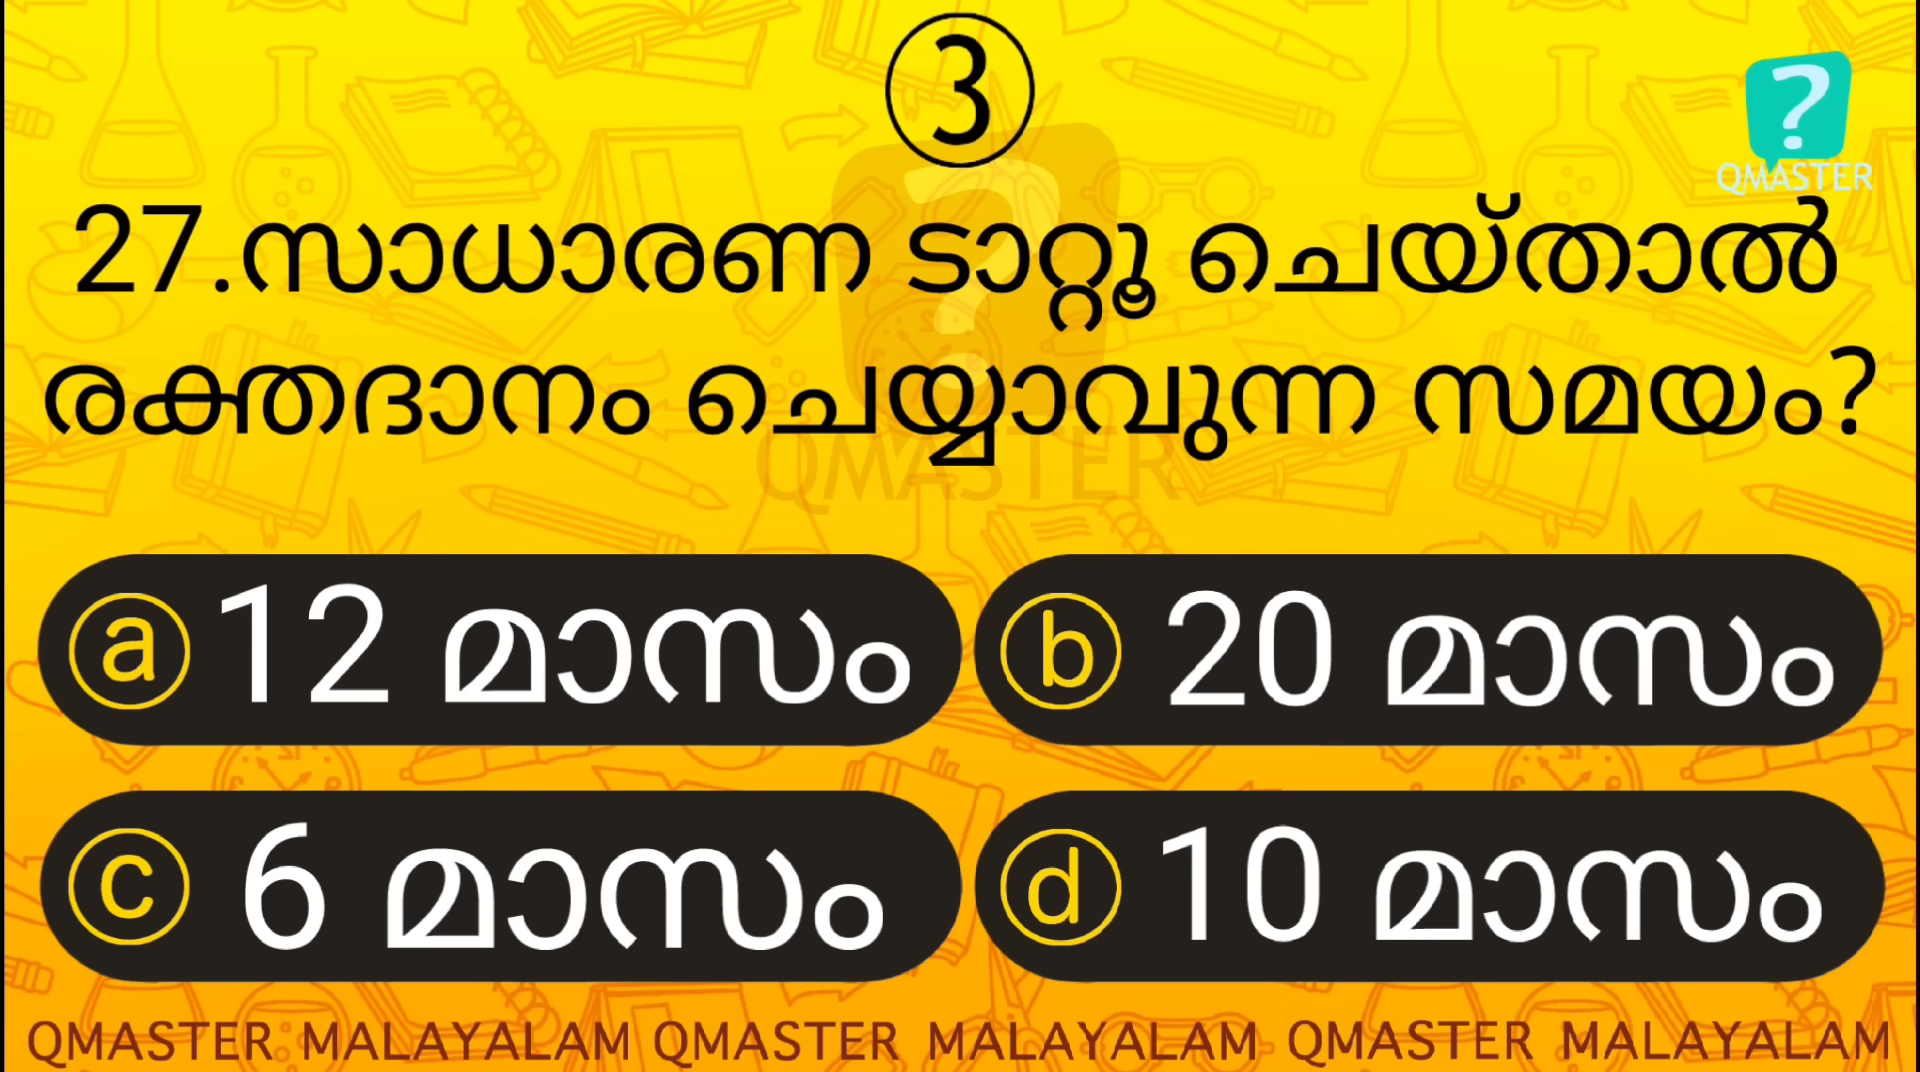 3
?
QMASTER
27.സാധാരണ ടാറ്റൂ ചെയ്താൽ
രക്തദാനം ചെയ്യാവുന്ന സമയം?
?
QMASTER
a 12 മാസം
b 20 മാസം
c 6 മാസം
d 10 മാസം
QMASTER MALAYALAM QMASTER MALAYALAM QMASTER MALAYALAM